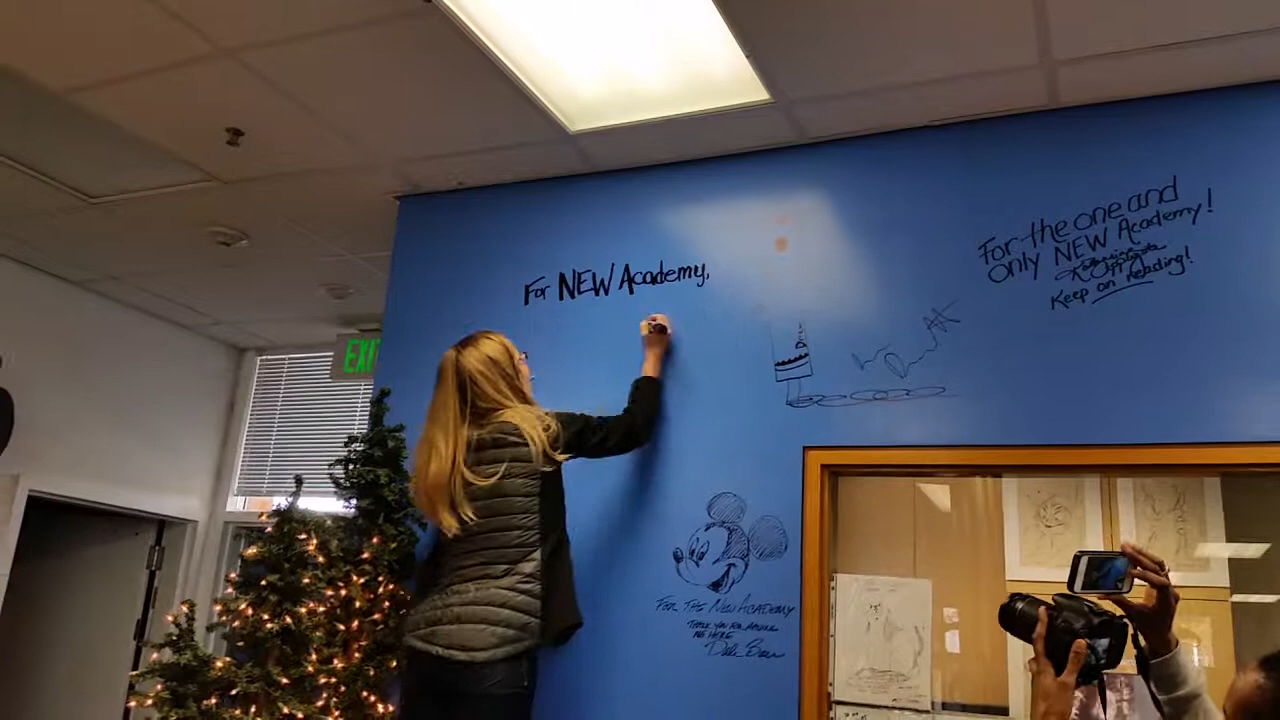 EXIT
For NEW Academy,
For the one and
Only NEW Academy!
Keep on reading!
FOR THE NEW ACADEMY
THANK YOU FOR HAVING
ME HERE